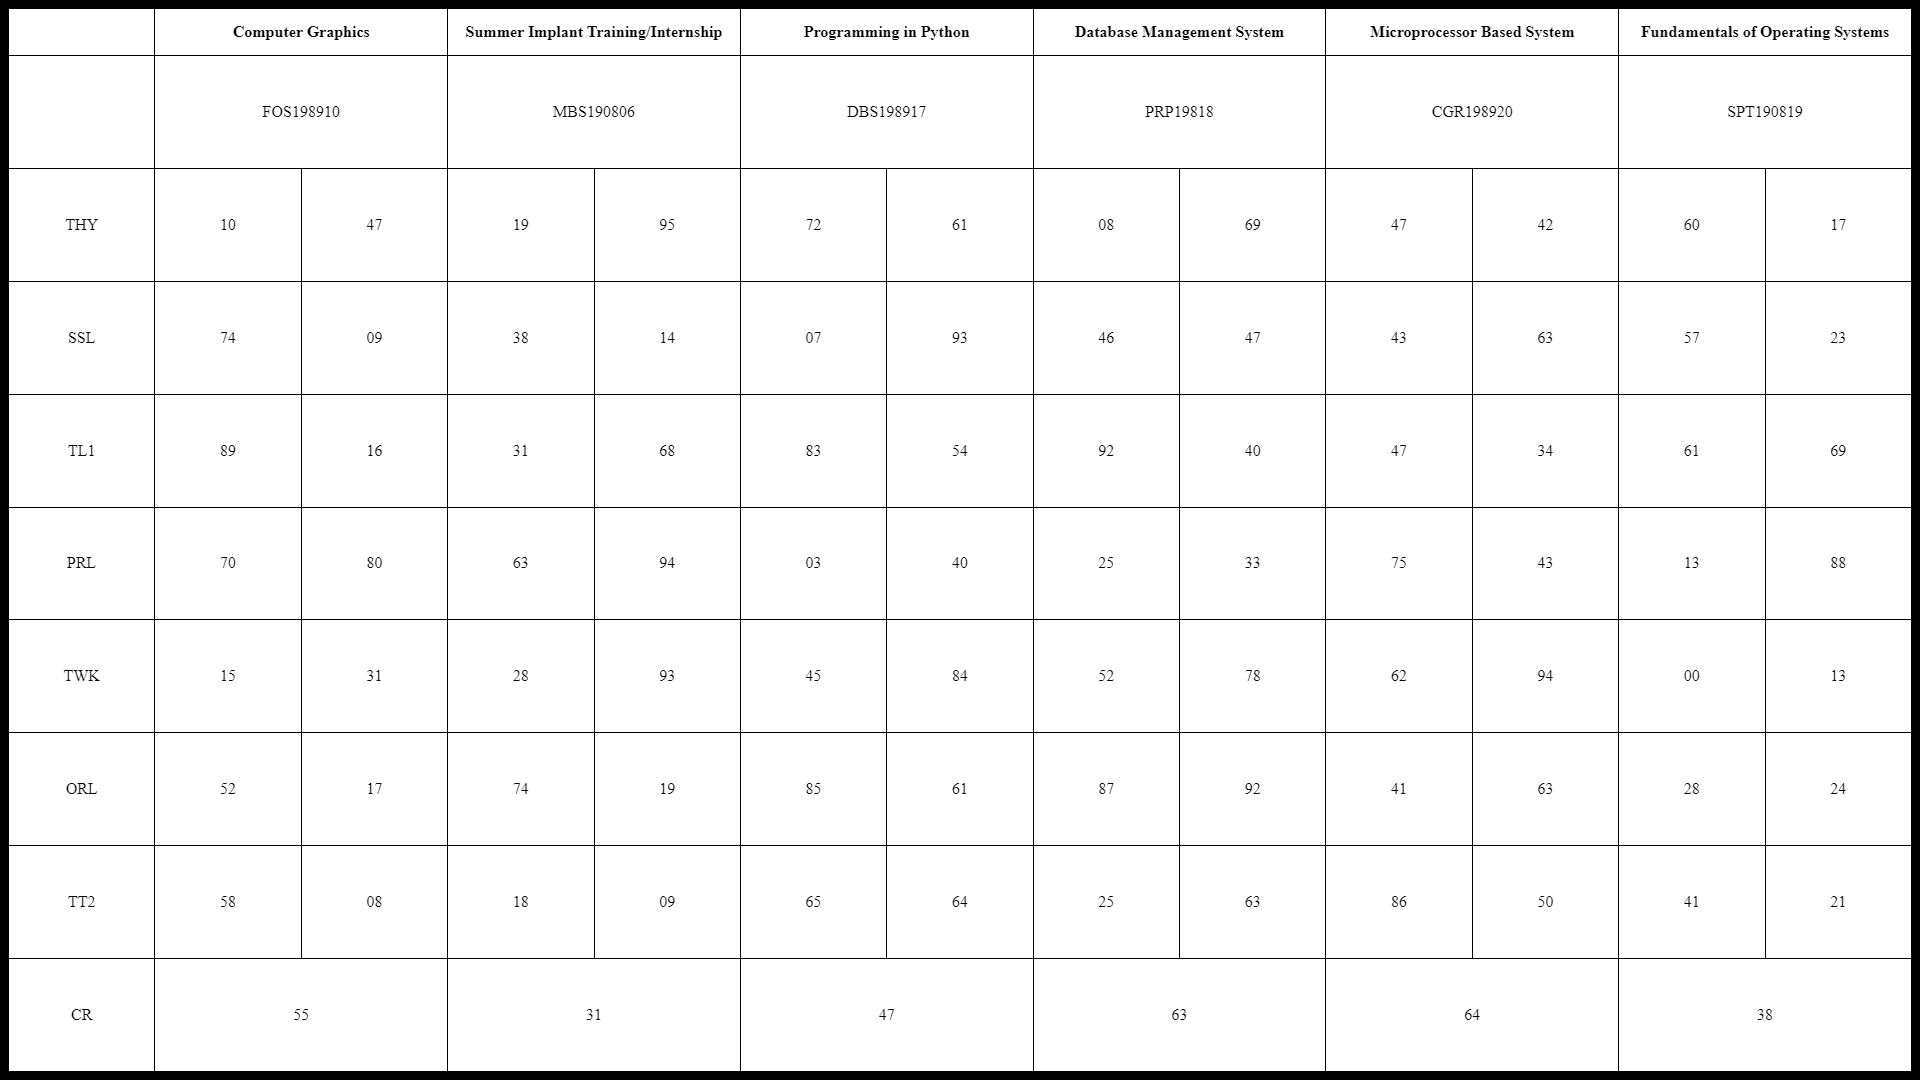 Computer Graphics Summer Implant Training/Internship Programming in Python Database Management System Microprocessor Based System Fundamentals of Operating Systems
FOS198910 MBS190806 DBS198917 PRP19818 CGR198920 SPT190819
THY 10 47 19 95 72 61 08 69 47 42 60 17
SSL 74 09 38 14 07 93 46 47 43 63 57 23
TL1 89 16 31 68 83 54 92 40 47 34 61 69
PRL 70 80 63 94 03 40 25 33 75 43 13 88
TWK 15 31 28 93 45 84 52 78 62 94 00 13
ORL 52 17 74 19 85 61 87 92 41 63 28 24
TT2 58 08 18 09 65 64 25 63 86 50 41 21
CR 55 31 47 63 64 38